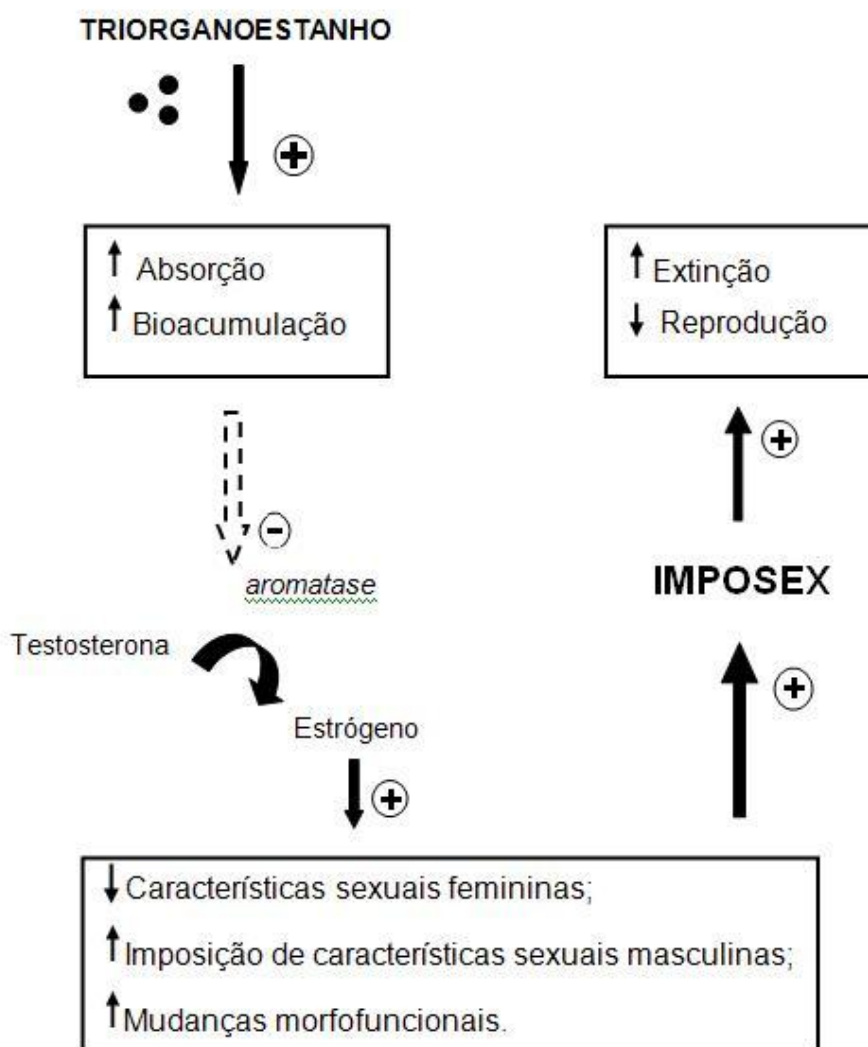 TRIORGANOESTANHO
+
↑ Absorção
↑ Bioacumulação
-
aromatase
Testosterona
Estrógeno
+
↓ Características sexuais femininas;
↑ Imposição de características sexuais masculinas;
↑ Mudanças morfofuncionais.
+
IMPOSEX
+
↑ Extinção
↓ Reprodução